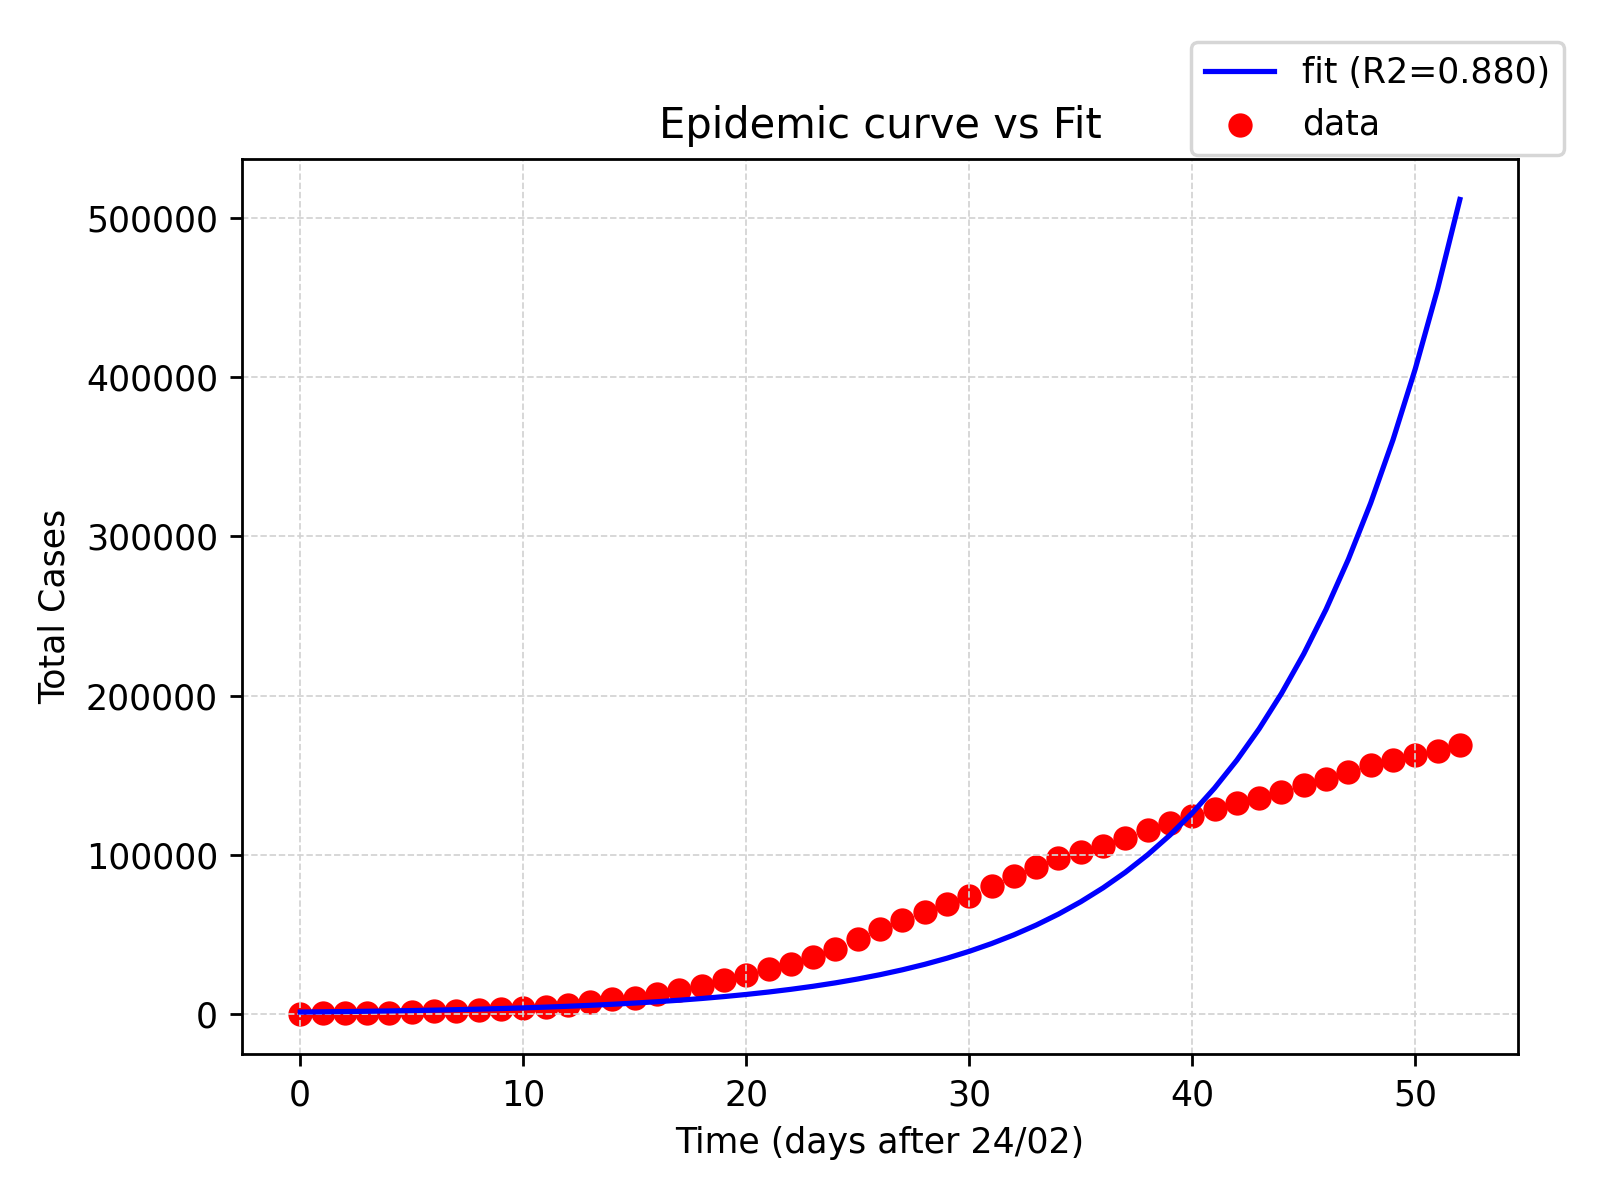 fit (R2=0.880)
data
Epidemic curve vs Fit
500000
400000
300000
200000
100000
0
Total Cases
0 10 20 30 40 50
Time (days after 24/02)